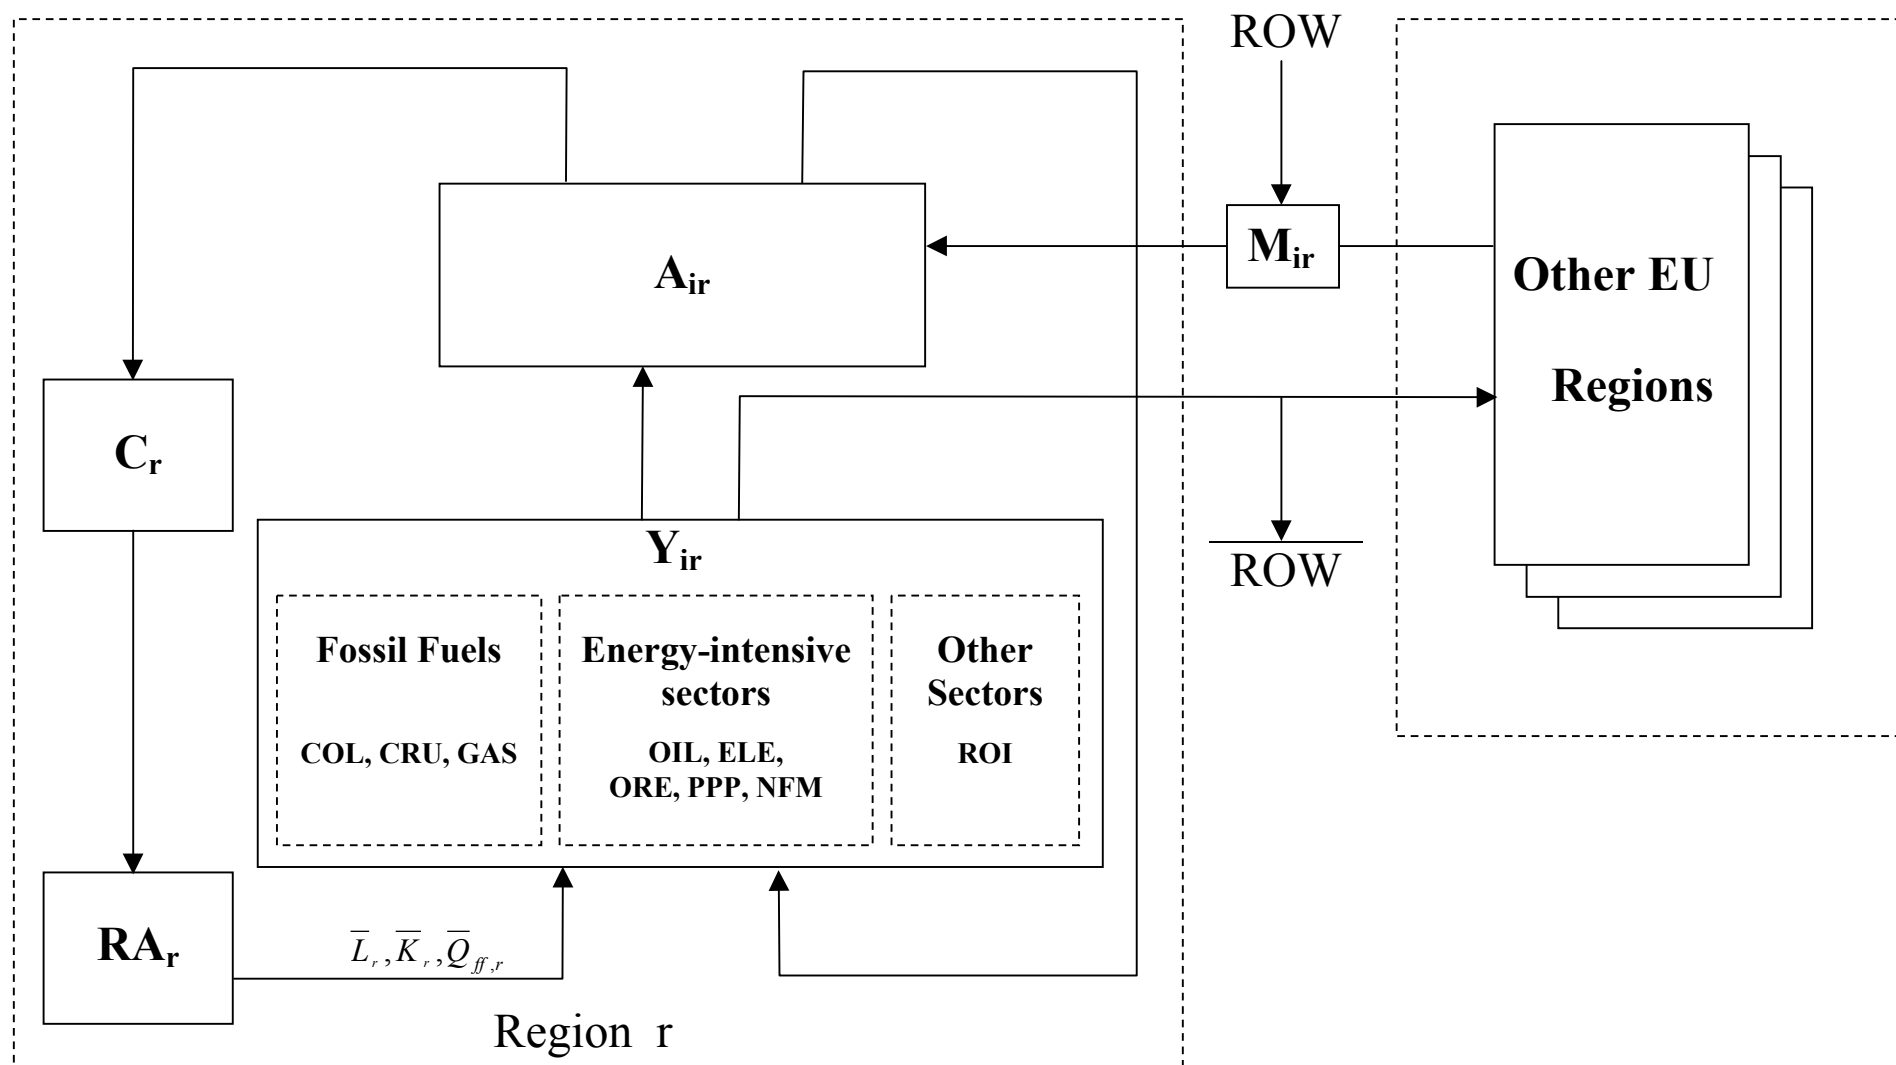 ROW
M_ir
A_ir
Other EU
Regions
C_r
ROW
Y_ir
Fossil Fuels
COL, CRU, GAS
Energy-intensive
sectors
OIL, ELE,
ORE, PPP, NFM
Other
Sectors
ROI
RA_r
L̅_r, K̅_r, Q̅_ff,r
Region r